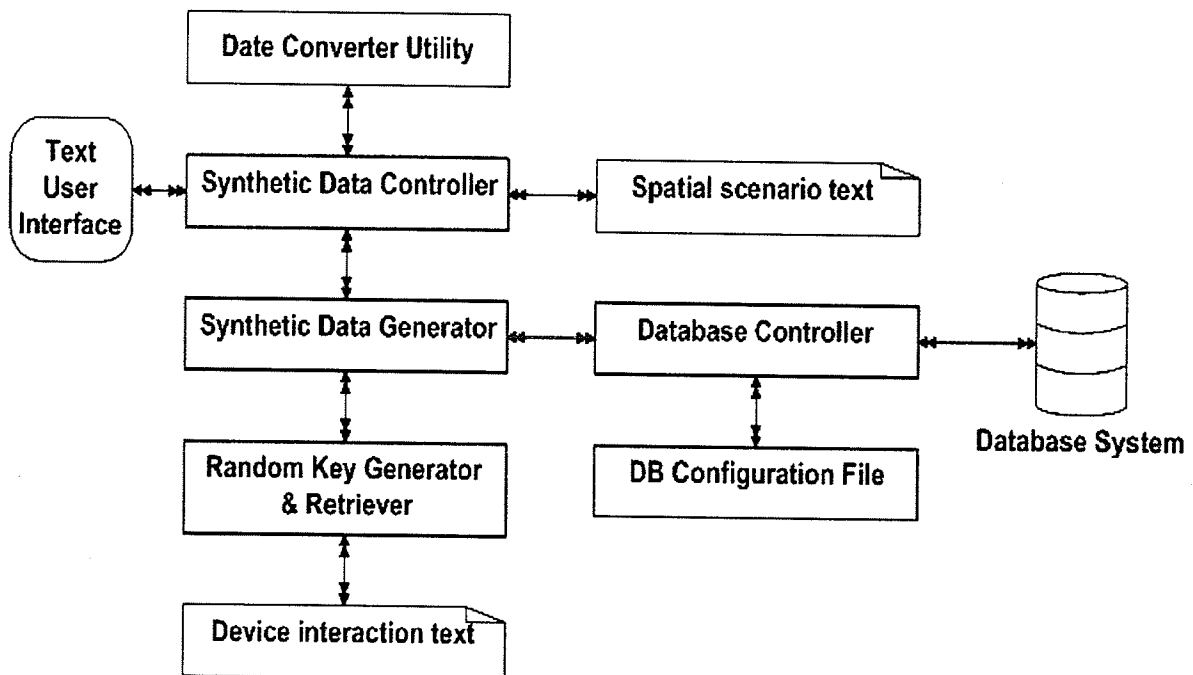 Date Converter Utility
Text
User
Interface
Synthetic Data Controller
Spatial scenario text
Synthetic Data Generator
Database Controller
Database System
Random Key Generator
& Retriever
DB Configuration File
Device interaction text